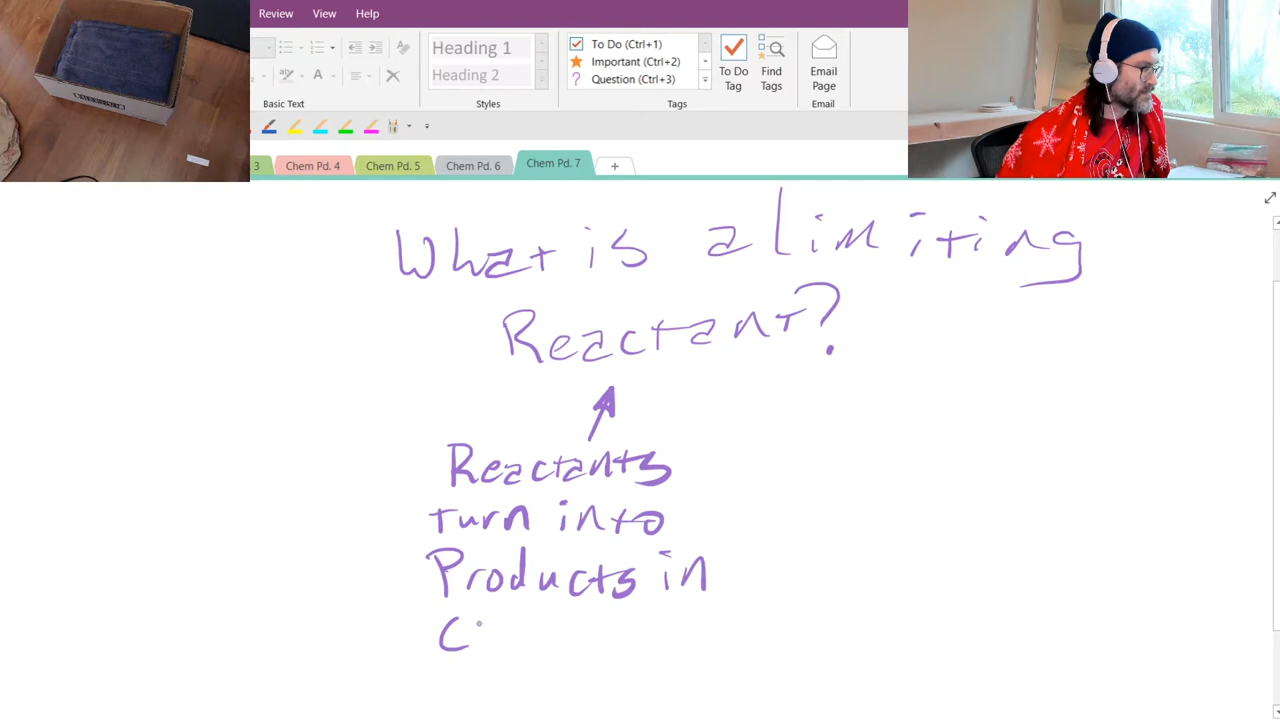 Review View Help
Heading 1
Heading 2
To Do (Ctrl+1)
Important (Ctrl+2)
Question (Ctrl+3)
To Do
Tag
Find
Tags
Email
Page
Basic Text Styles Tags Email
3 Chem Pd. 4 Chem Pd. 5 Chem Pd. 6 Chem Pd. 7
What is a limiting
Reactant?
Reactants
turn into
Products in
C